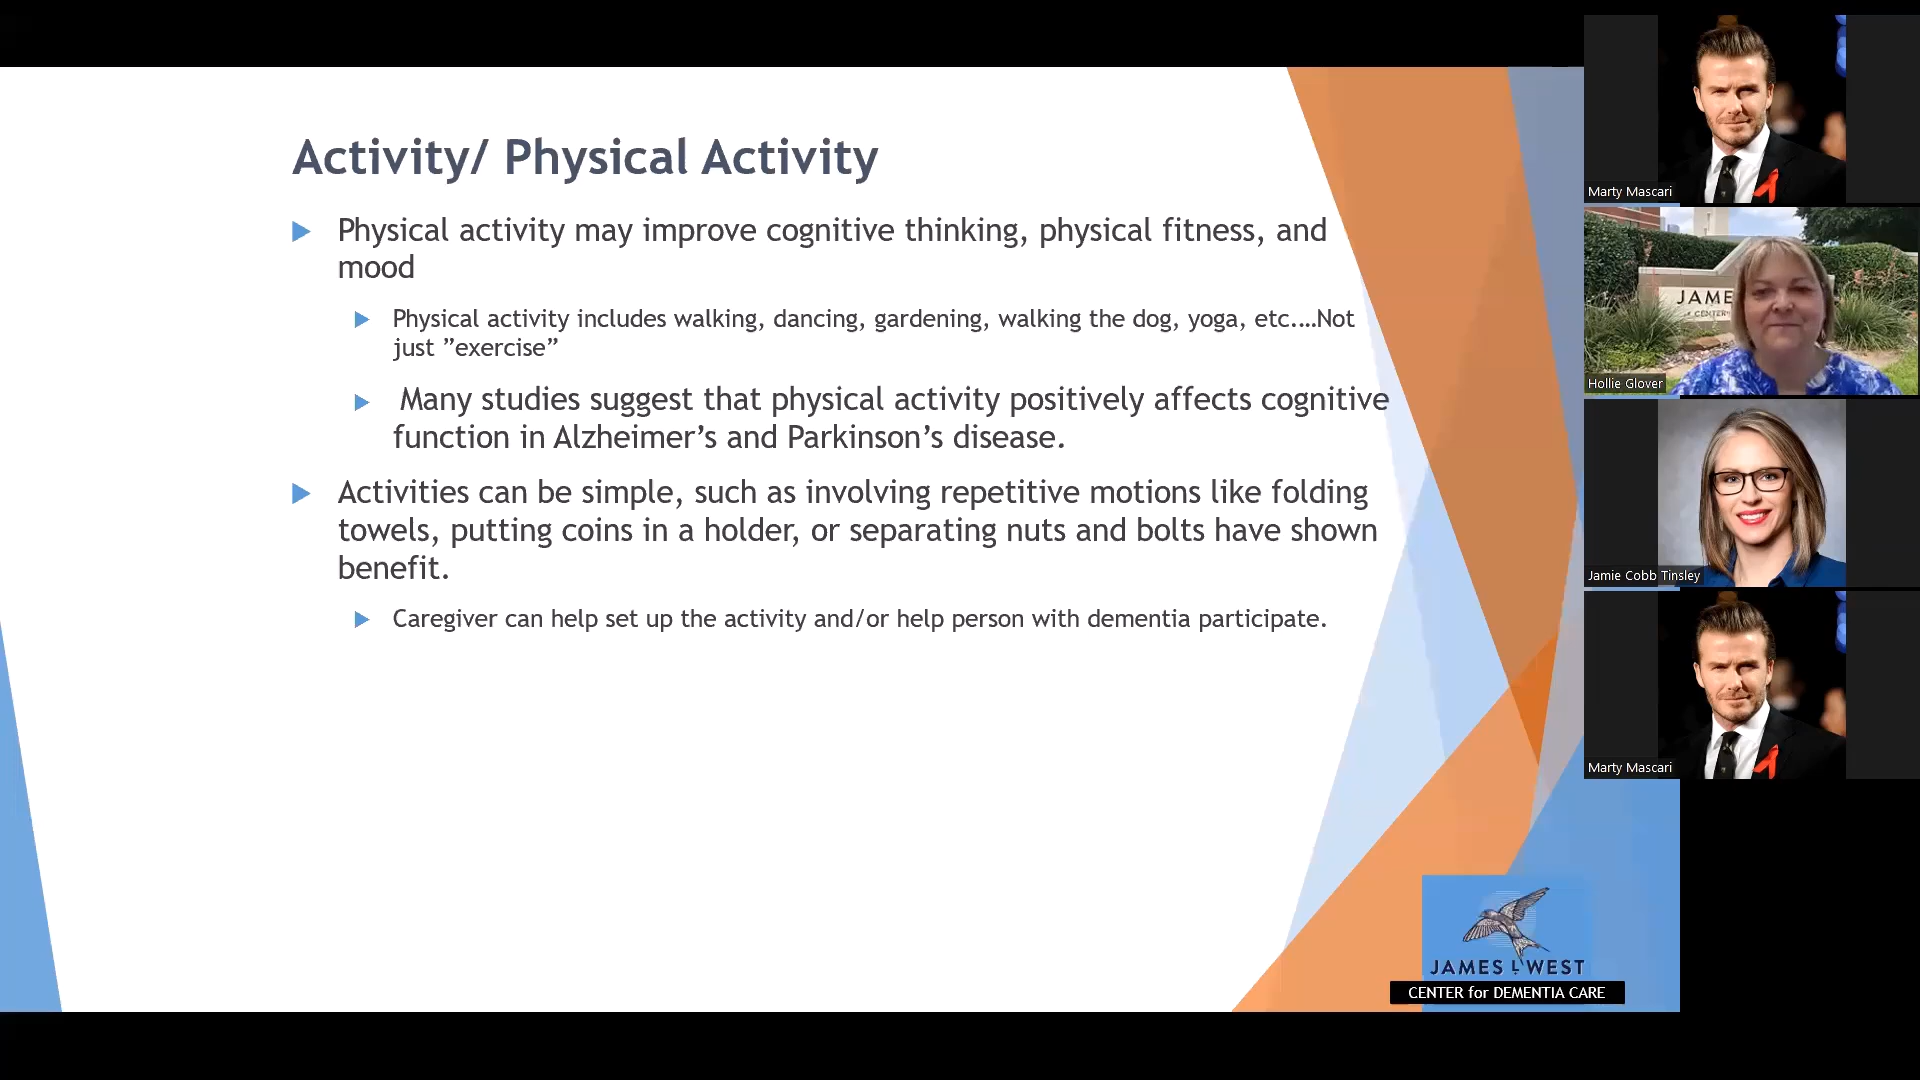 Activity/ Physical Activity
Physical activity may improve cognitive thinking, physical fitness, and
mood
Physical activity includes walking, dancing, gardening, walking the dog, yoga, etc.…Not
just ”exercise”
Many studies suggest that physical activity positively affects cognitive
function in Alzheimer’s and Parkinson’s disease.
Activities can be simple, such as involving repetitive motions like folding
towels, putting coins in a holder, or separating nuts and bolts have shown
benefit.
Caregiver can help set up the activity and/or help person with dementia participate.
JAMES L WEST
CENTER for DEMENTIA CARE
Marty Mascari
JAME
CENTER
Hollie Glover
Jamie Cobb Tinsley
Marty Mascari